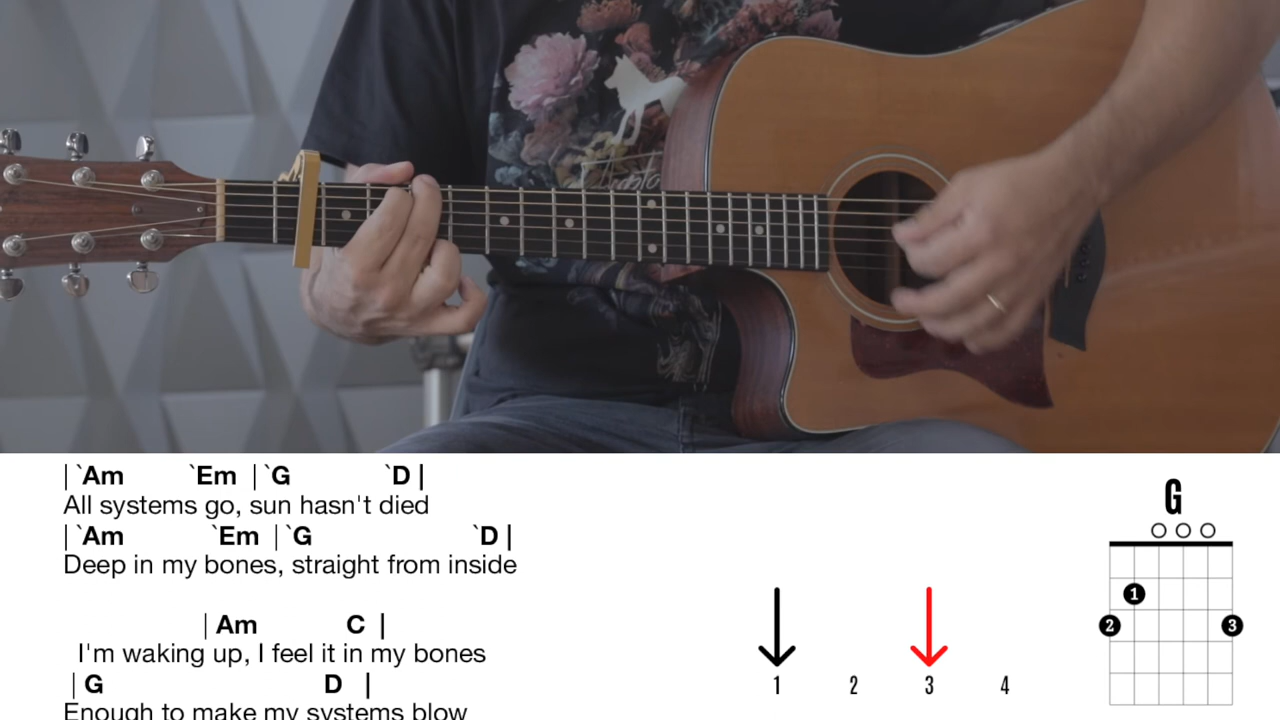 | `Am `Em | `G `D |
All systems go, sun hasn't died
| `Am `Em | `G `D |
Deep in my bones, straight from inside
| Am C |
I'm waking up, I feel it in my bones
| G D |
Enough to make my systems blow
1 2 3 4
G
1
2 3